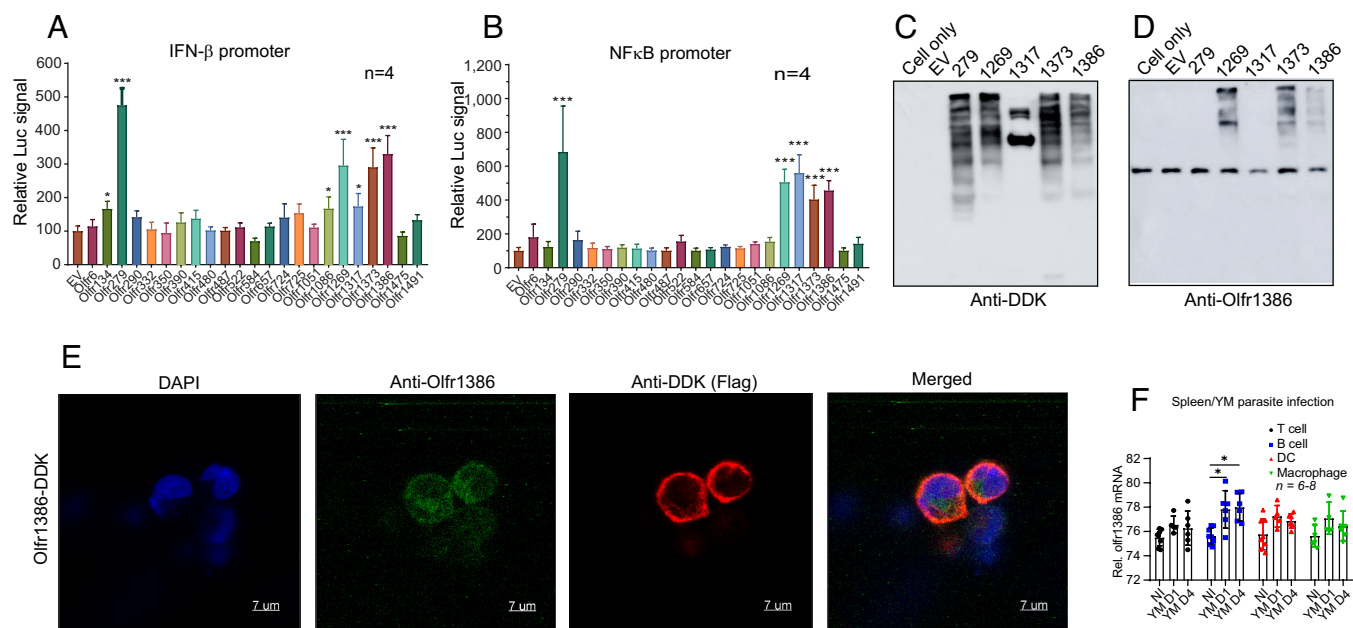 A
IFN-β promoter
n=4
Relative Luc signal
600
500
400
300
200
100
0
***
*
*
***
*
***
***
EV
Olfr6
Olfr134
Olfr279
Olfr290
Olfr332
Olfr350
Olfr390
Olfr415
Olfr480
Olfr487
Olfr522
Olfr584
Olfr657
Olfr724
Olfr725
Olfr1051
Olfr1086
Olfr1269
Olfr1317
Olfr1373
Olfr1386
Olfr1475
Olfr1491
B
NFκB promoter
n=4
Relative Luc signal
1,200
1,000
800
600
400
200
0
***
***
***
***
***
EV
Olfr6
Olfr134
Olfr279
Olfr290
Olfr332
Olfr350
Olfr390
Olfr415
Olfr480
Olfr487
Olfr522
Olfr584
Olfr657
Olfr724
Olfr725
Olfr1051
Olfr1086
Olfr1269
Olfr1317
Olfr1373
Olfr1386
Olfr1475
Olfr1491
C
Cell only
EV
279
1269
1317
1373
1386
Anti-DDK
D
Cell only
EV
279
1269
1317
1373
1386
Anti-Olfr1386
E
DAPI
Anti-Olfr1386
Anti-DDK (Flag)
Merged
Olfr1386-DDK
7 um
7 um
7 um
7 um
F
Spleen/YM parasite infection
T cell
B cell
DC
Macrophage
n = 6-8
Rel. olfr1386 mRNA
82
80
78
76
74
72
*
*
NI
YM D1
YM D4
NI
YM D1
YM D4
NI
YM D1
YM D4
NI
YM D1
YM D4